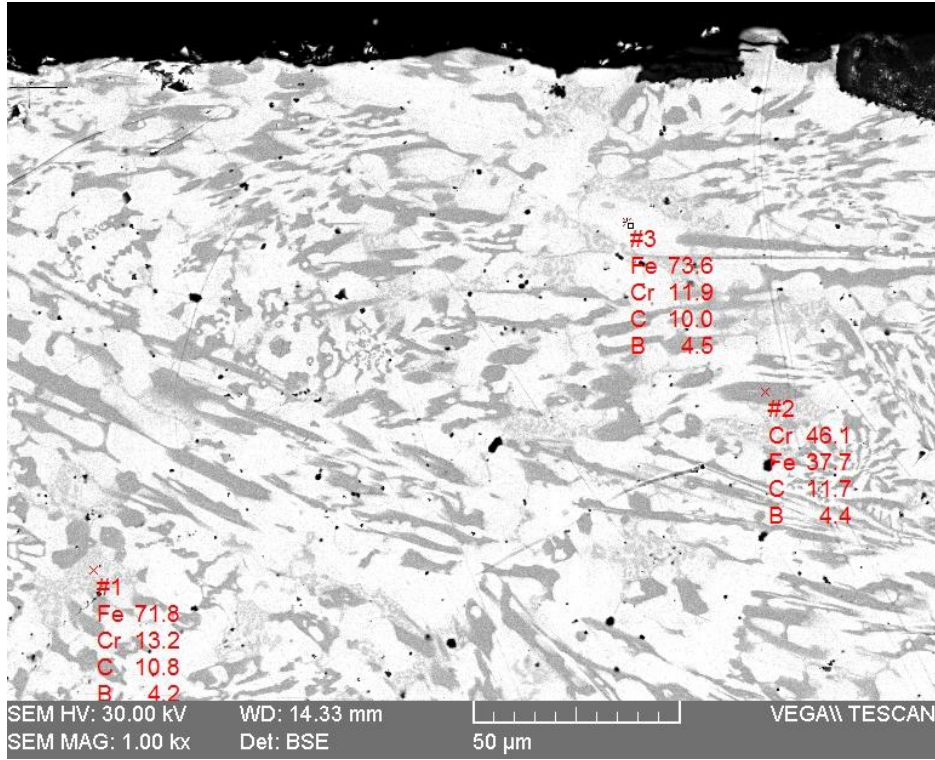 #3
Fe 73.6
Cr 11.9
C 10.0
B 4.5
#2
Cr 46.1
Fe 37.7
C 11.7
B 4.4
#1
Fe 71.8
Cr 13.2
C 10.8
B 4.2
SEM HV: 30.00 kV WD: 14.33 mm VEGA\\ TESCAN
SEM MAG: 1.00 kx Det: BSE 50 µm